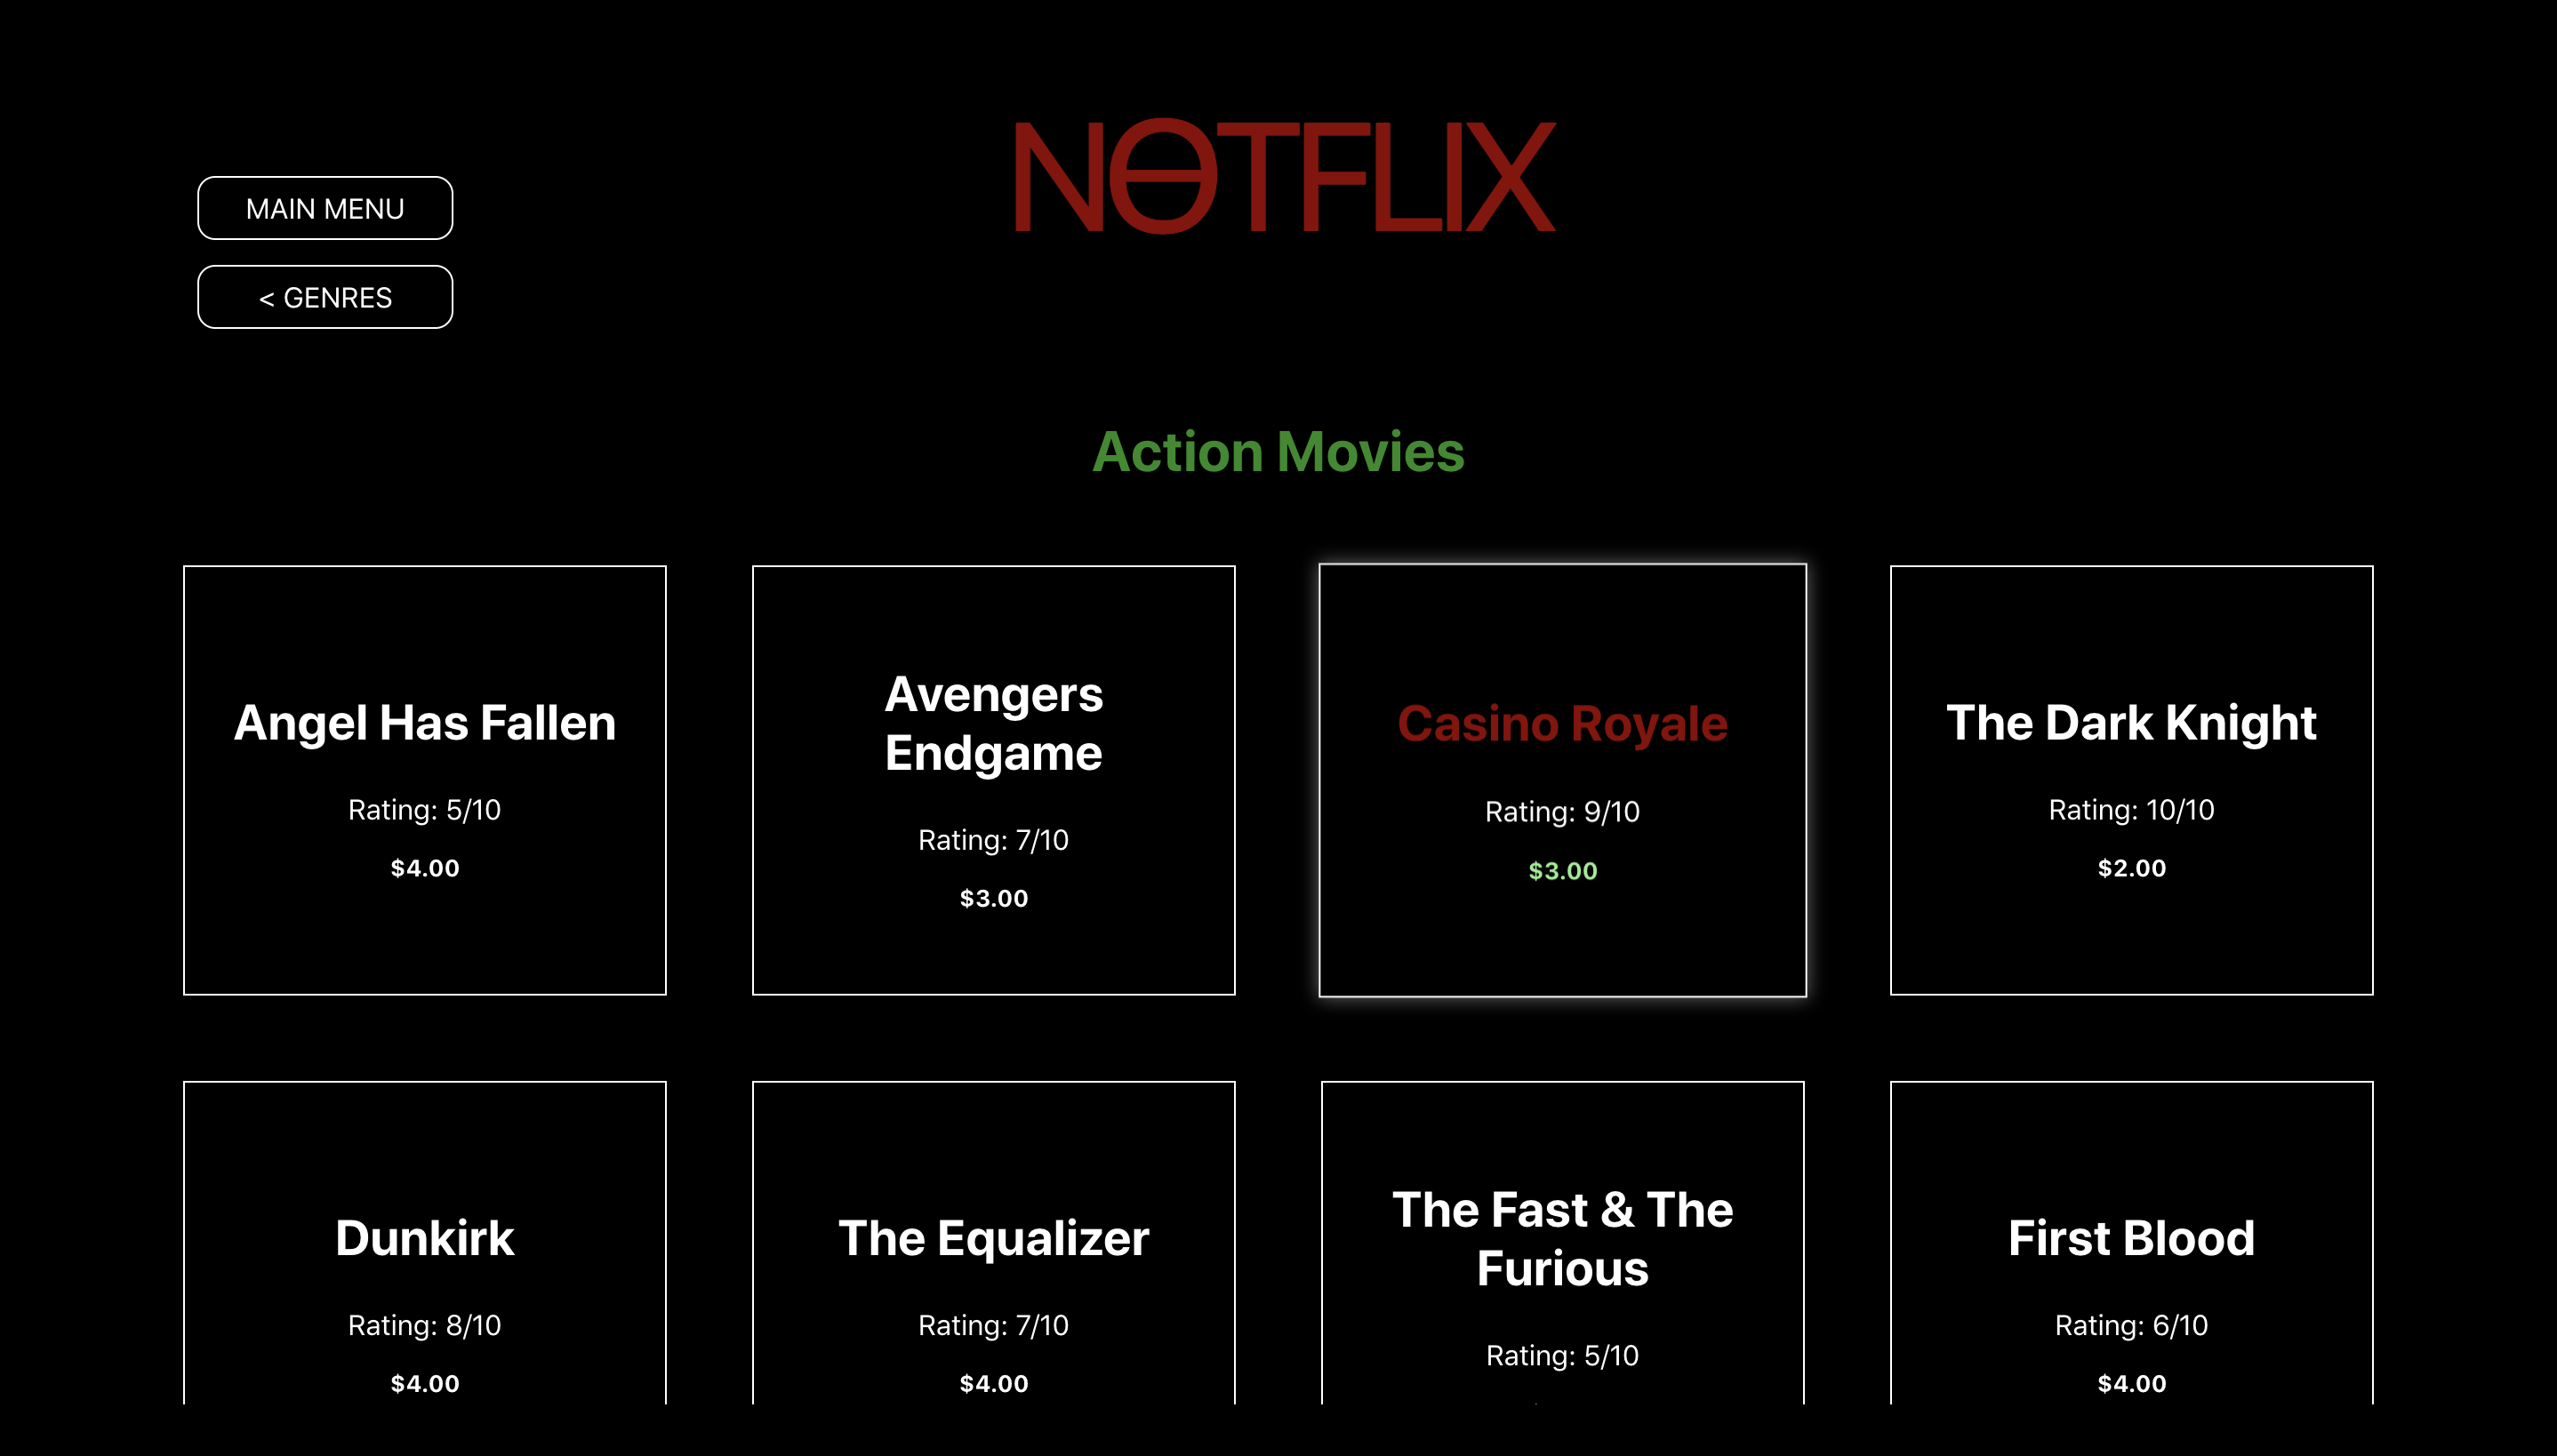 NOTFLIX
MAIN MENU
< GENRES
Action Movies
Angel Has Fallen
Rating: 5/10
$4.00
Avengers
Endgame
Rating: 7/10
$3.00
Casino Royale
Rating: 9/10
$3.00
The Dark Knight
Rating: 10/10
$2.00
Dunkirk
Rating: 8/10
$4.00
The Equalizer
Rating: 7/10
$4.00
The Fast & The
Furious
Rating: 5/10
First Blood
Rating: 6/10
$4.00